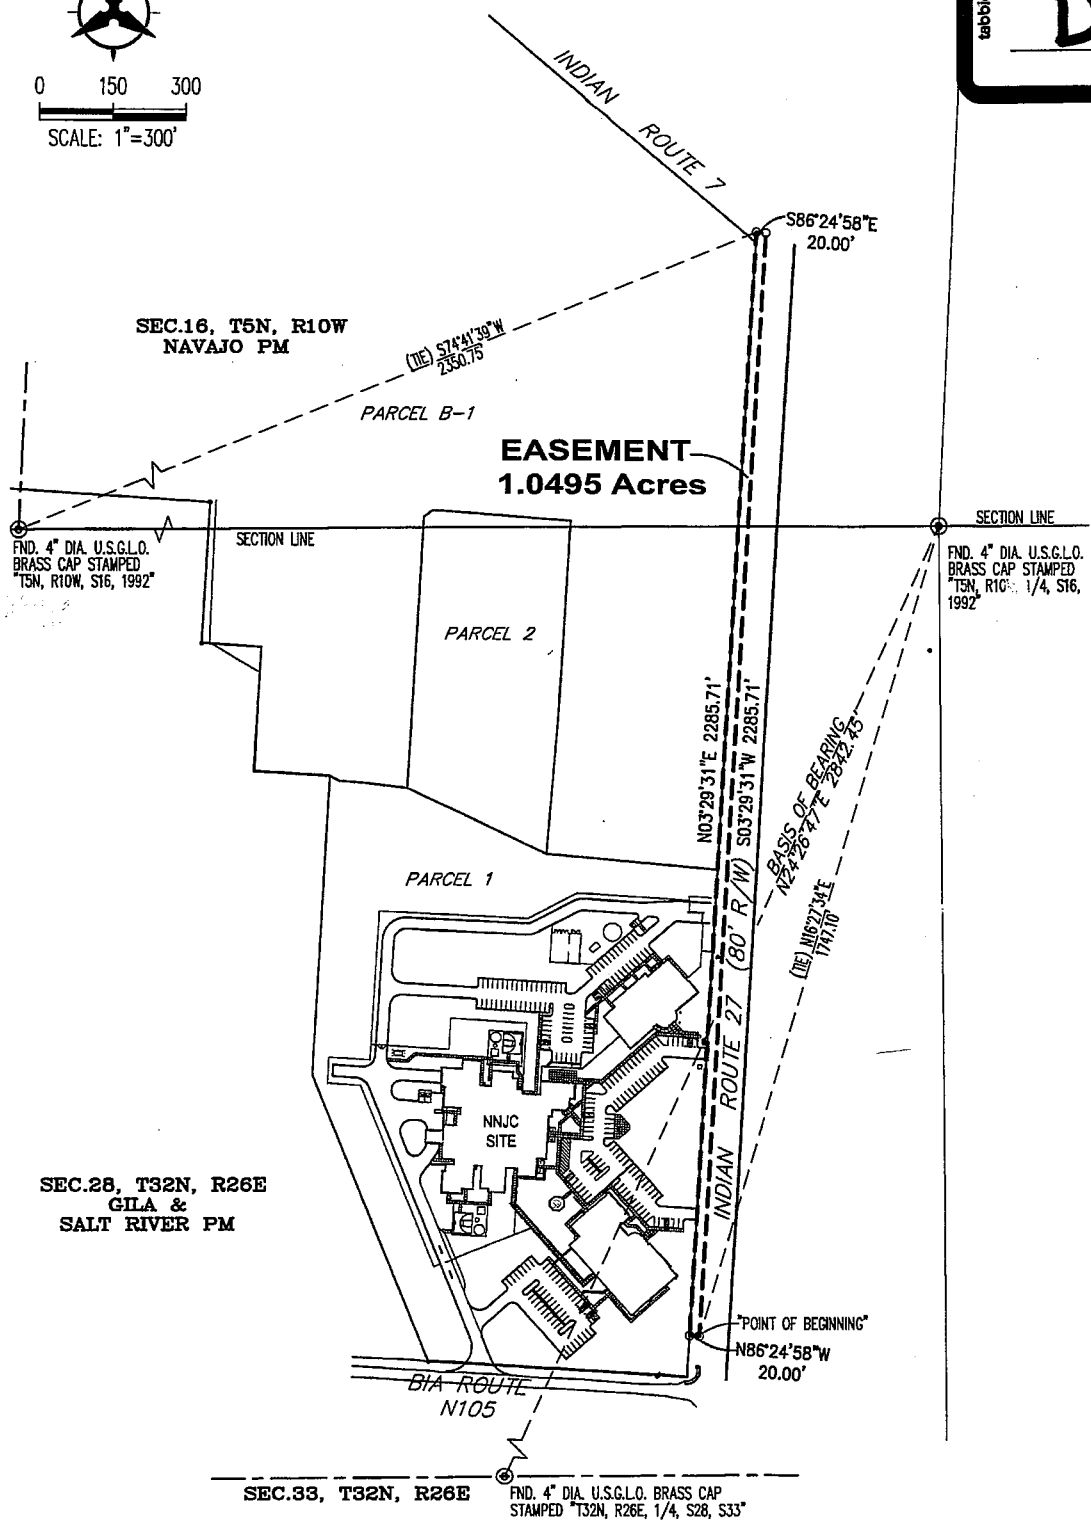 tabbi
0 150 300
SCALE: 1"=300'
INDIAN ROUTE 7
S86°24'58"E
20.00'
SEC.16, T5N, R10W
NAVAJO PM
(TIE) S74°41'39"W
2350.75'
PARCEL B-1
EASEMENT
1.0495 Acres
SECTION LINE
SECTION LINE
FND. 4" DIA. U.S.G.L.O.
BRASS CAP STAMPED
"T5N, R10W, S16, 1992"
FND. 4" DIA. U.S.G.L.O.
BRASS CAP STAMPED
"T5N, 1/4, S16,
1992"
PARCEL 2
N03°29'31"E 2285.71'
S03°29'31"W 2285.71'
BASIS OF BEARING
N24°26'47"E 2842.45'
(TIE) N16°27'34"E
1747.10'
PARCEL 1
INDIAN ROUTE 27 (80' R/W)
NNJC
SITE
SEC.28, T32N, R26E
GILA &
SALT RIVER PM
"POINT OF BEGINNING"
N86°24'58"W
20.00'
BIA ROUTE
N105
SEC.33, T32N, R26E
FND. 4" DIA. U.S.G.L.O. BRASS CAP
STAMPED "T32N, R26E, 1/4, S28, S33"